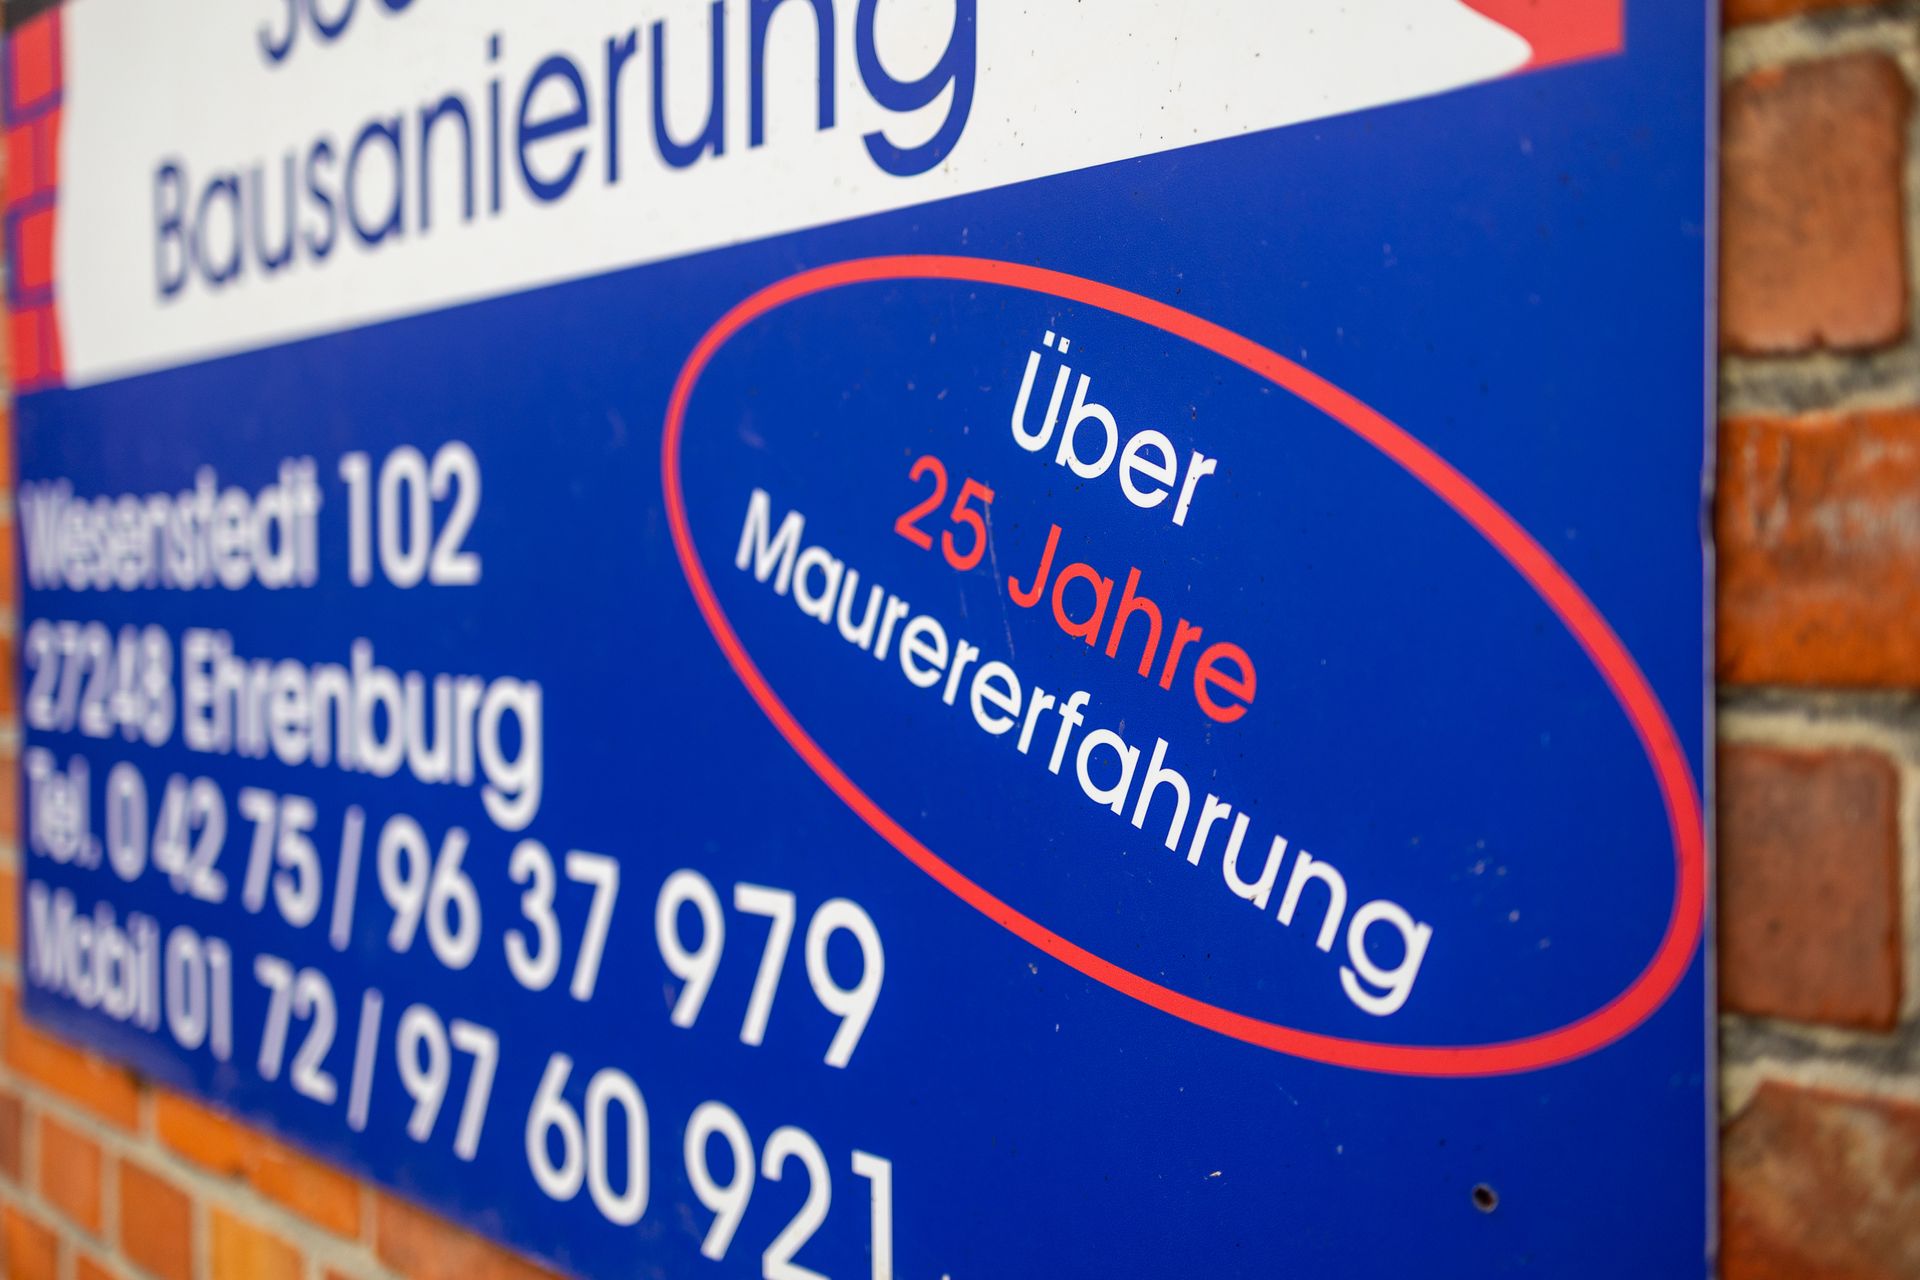 Bausanierung
Über
25 Jahre
Maurererfahrung
Wesenstedt 102
27248 Ehrenburg
Tel. 0 42 75 / 96 37 979
Mobil 01 72 / 97 60 921